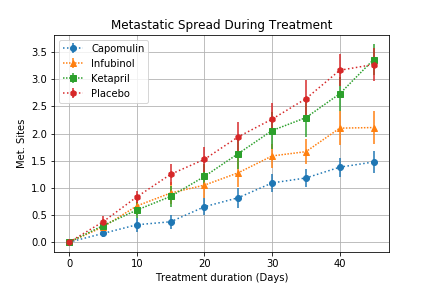 Metastatic Spread During Treatment
Capomulin
Infubinol
Ketapril
Placebo
3.5
3.0
2.5
2.0
1.5
1.0
0.5
0.0
Met. Sites
0 10 20 30 40
Treatment duration (Days)